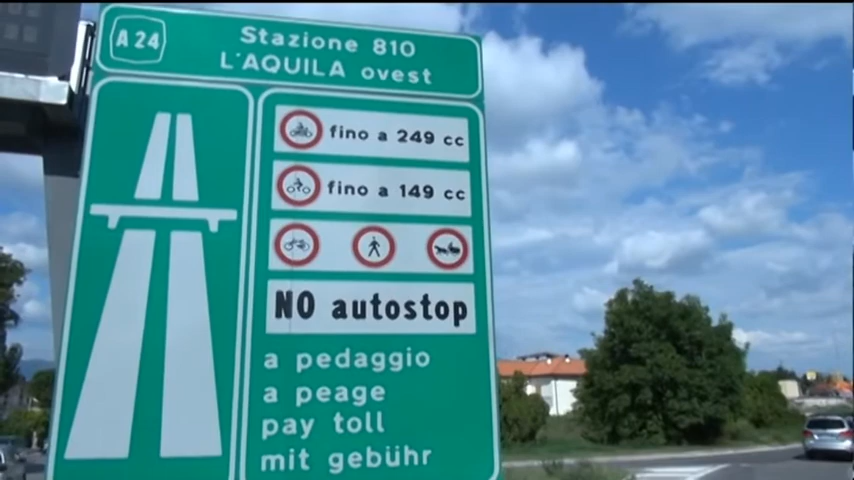 A 24
Stazione 810
L'AQUILA ovest
fino a 249 cc
fino a 149 cc
NO autostop
a pedaggio
a peage
pay toll
mit gebühr